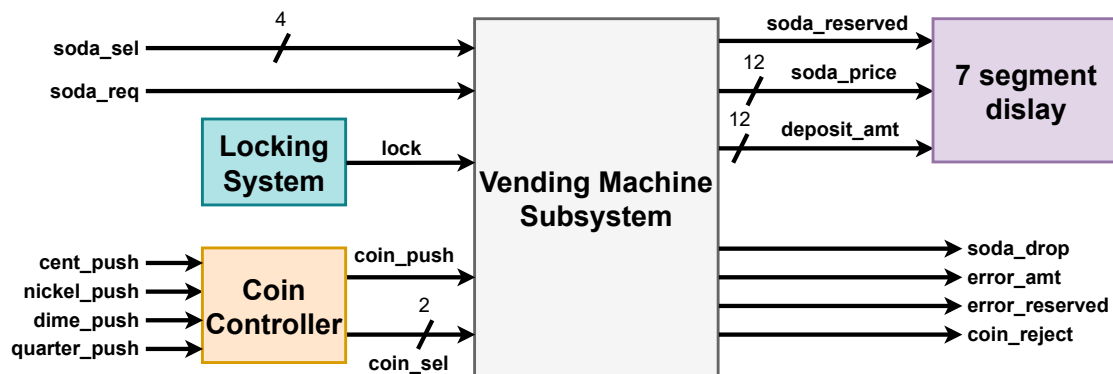 4
soda_sel
soda_req
Locking
System
lock
cent_push
nickel_push
dime_push
quarter_push
Coin
Controller
coin_push
2
coin_sel
Vending Machine
Subsystem
soda_reserved
12
soda_price
12
deposit_amt
7 segment
dislay
soda_drop
error_amt
error_reserved
coin_reject